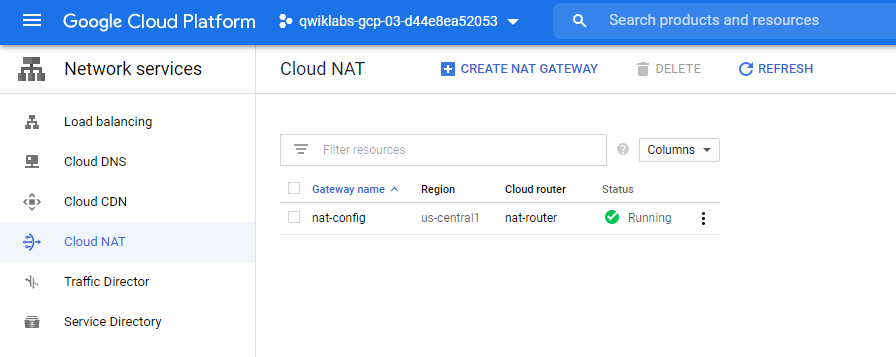 Google Cloud Platform
qwiklabs-gcp-03-d44e8ea52053
Search products and resources
Network services
Cloud NAT
CREATE NAT GATEWAY
DELETE
REFRESH
Load balancing
Cloud DNS
Cloud CDN
Cloud NAT
Traffic Director
Service Directory
Filter resources
?
Columns
Gateway name Region Cloud router Status
nat-config us-central1 nat-router Running